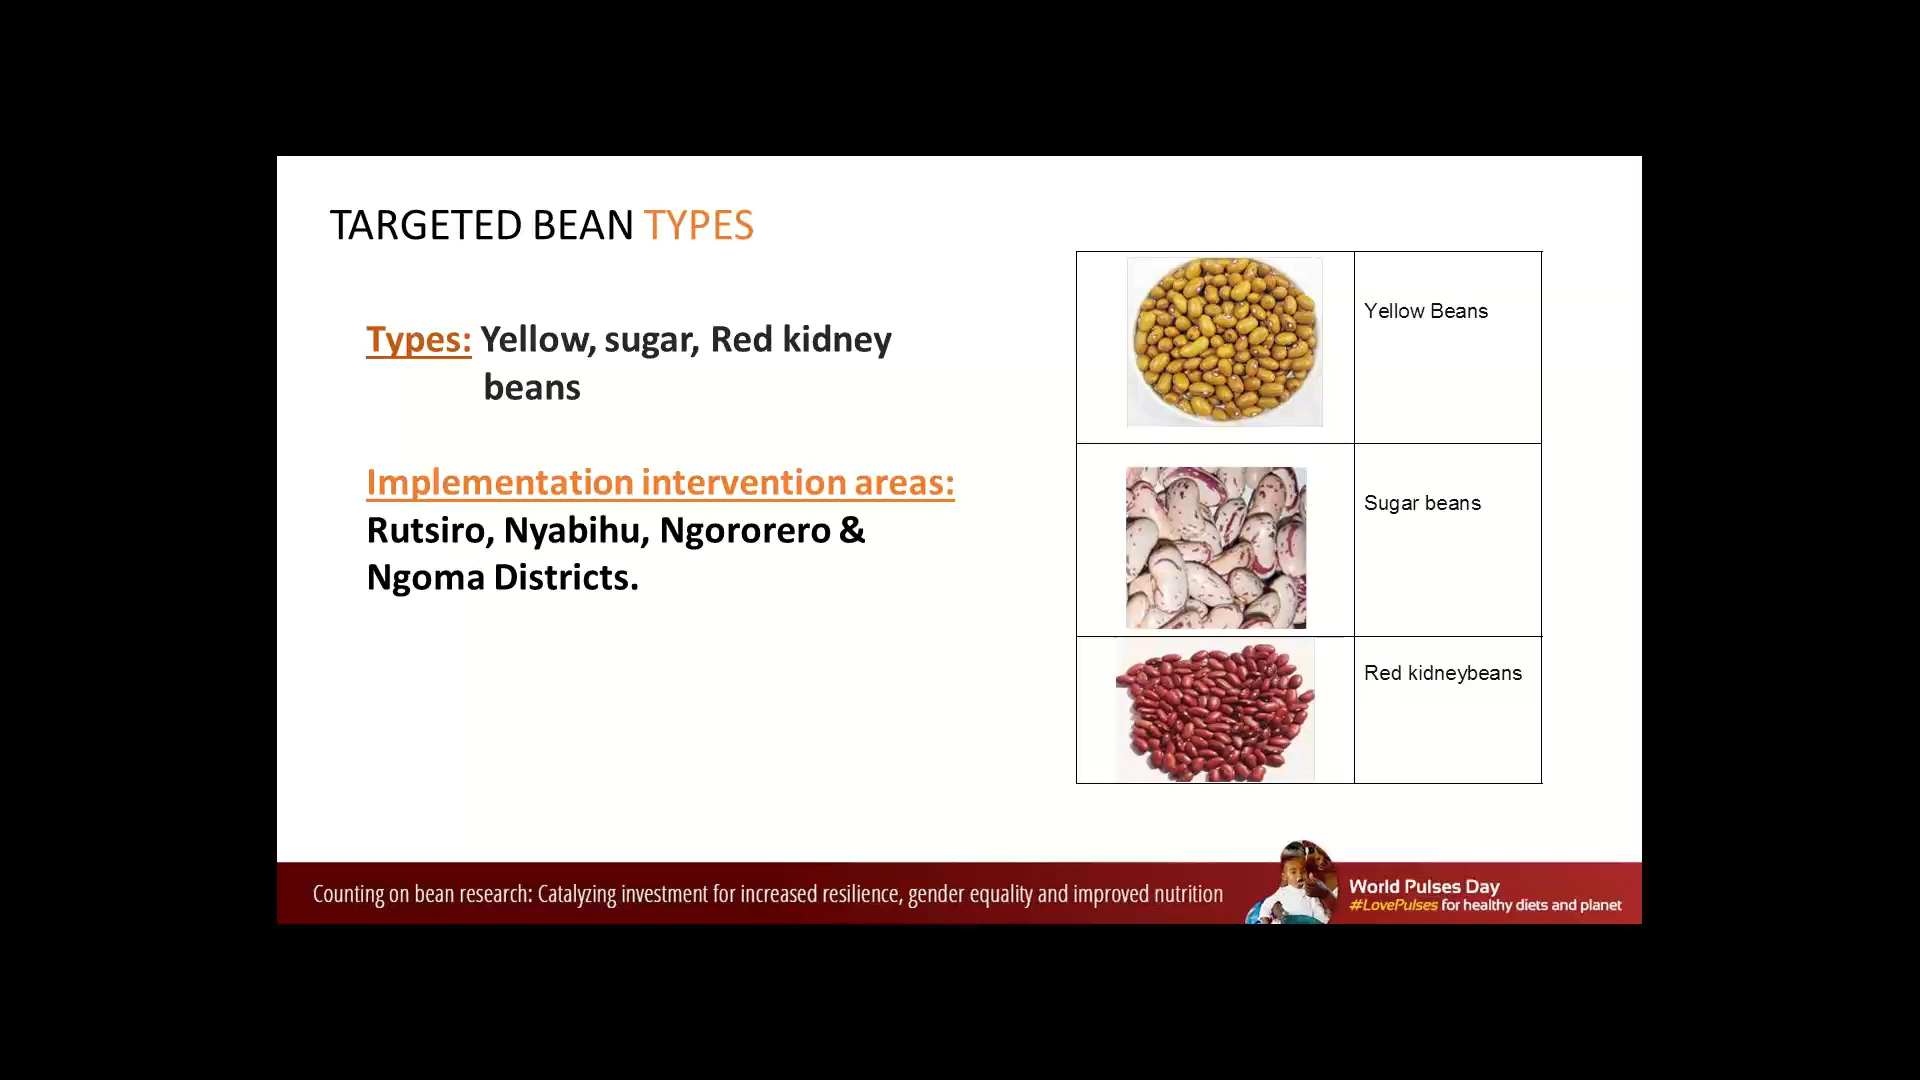 TARGETED BEAN TYPES
Types: Yellow, sugar, Red kidney
beans
Implementation intervention areas:
Rutsiro, Nyabihu, Ngororero &
Ngoma Districts.
Yellow Beans
Sugar beans
Red kidneybeans
Counting on bean research: Catalyzing investment for increased resilience, gender equality and improved nutrition
World Pulses Day
#LovePulses for healthy diets and planet